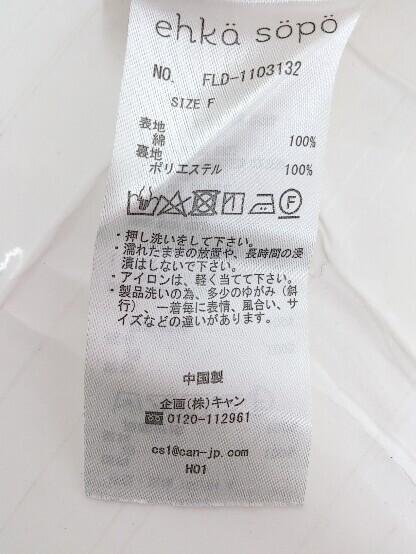 ehkä söpö
NO. FLD-1103132
SIZE F
表地
綿 100%
裏地
ポリエステル 100%
F
・押し洗いをして下さい。
・濡れたままの放置や、長時間の浸
漬はしないで下さい。
・アイロンは、軽く当てて下さい。
・製品洗いの為、多少のゆがみ（斜
行）、一着毎に表情、風合い、サ
イズなどの違いがあります。
中国製
企画(株)キャン
0120-112961
cs1@can-jp.com
H01